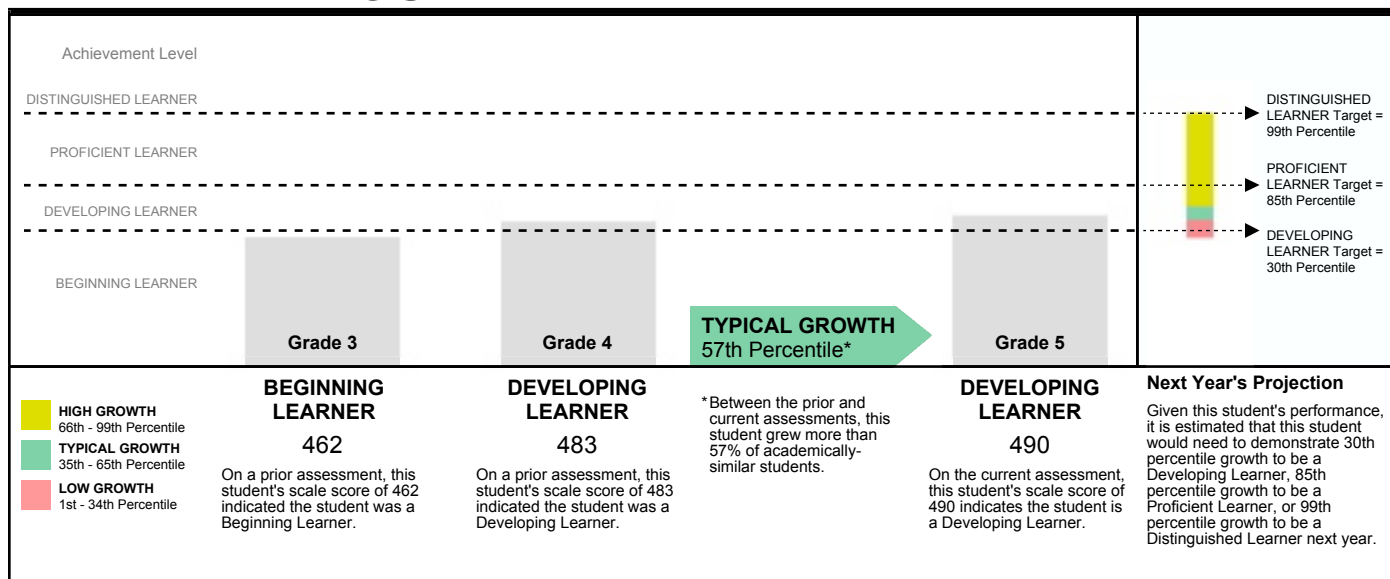 Achievement Level
DISTINGUISHED LEARNER
PROFICIENT LEARNER
DEVELOPING LEARNER
BEGINNING LEARNER
Grade 3
Grade 4
TYPICAL GROWTH
57th Percentile*
Grade 5
DISTINGUISHED
LEARNER Target =
99th Percentile
PROFICIENT
LEARNER Target =
85th Percentile
DEVELOPING
LEARNER Target =
30th Percentile
HIGH GROWTH
66th - 99th Percentile
TYPICAL GROWTH
35th - 65th Percentile
LOW GROWTH
1st - 34th Percentile
BEGINNING
LEARNER
462
On a prior assessment, this
student's scale score of 462
indicated the student was a
Beginning Learner.
DEVELOPING
LEARNER
483
On a prior assessment, this
student's scale score of 483
indicated the student was a
Developing Learner.
*Between the prior and
current assessments, this
student grew more than
57% of academically-
similar students.
DEVELOPING
LEARNER
490
On the current assessment,
this student's scale score of
490 indicates the student is
a Developing Learner.
Next Year's Projection
Given this student's performance,
it is estimated that this student
would need to demonstrate 30th
percentile growth to be a
Developing Learner, 85th
percentile growth to be a
Proficient Learner, or 99th
percentile growth to be a
Distinguished Learner next year.